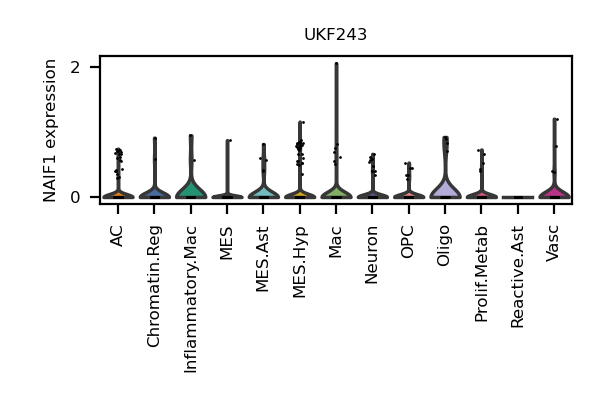 UKF243
NAIF1 expression
2
0
AC
Chromatin.Reg
Inflammatory.Mac
MES
MES.Ast
MES.Hyp
Mac
Neuron
OPC
Oligo
Prolif.Metab
Reactive.Ast
Vasc